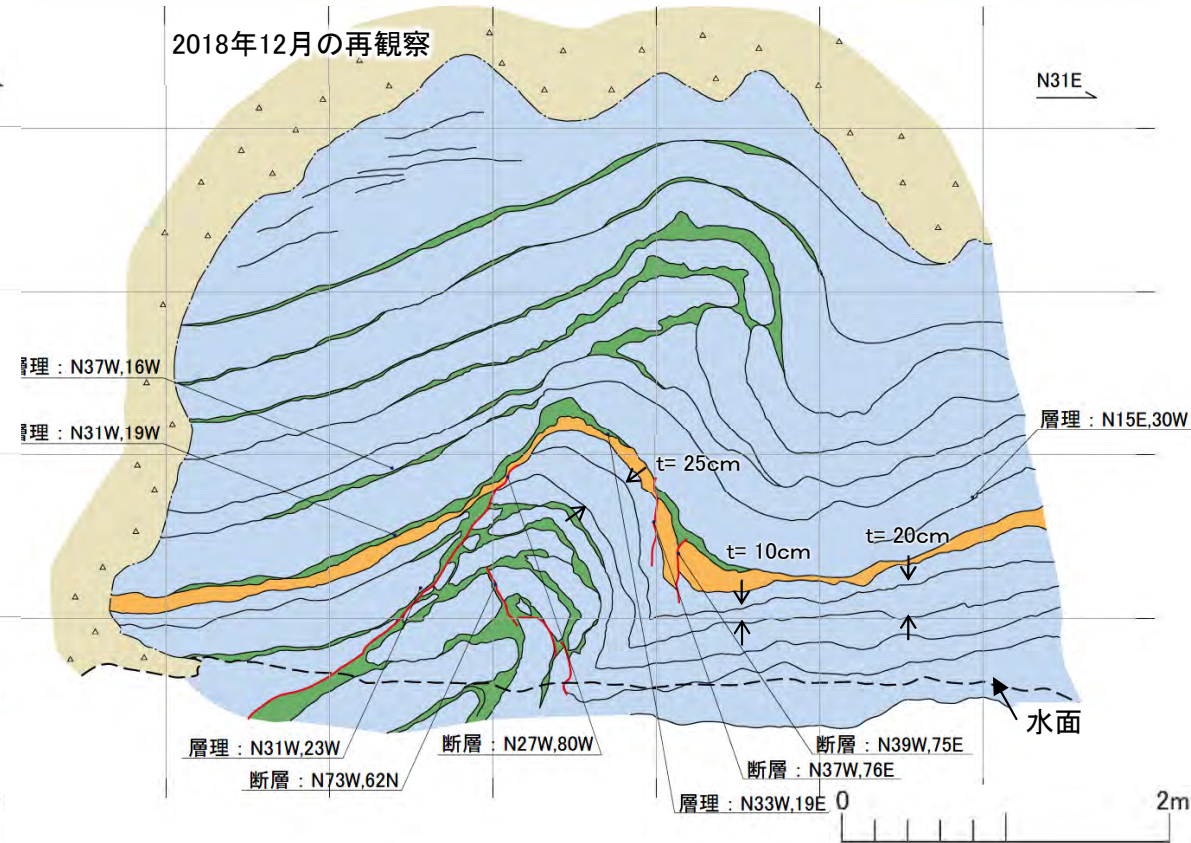 2018年12月の再観察
N31E
層理：N37W,16W
層理：N31W,19W
層理：N15E,30W
t= 25cm
t= 10cm
t= 20cm
水面
層理：N31W,23W
断層：N27W,80W
断層：N39W,75E
断層：N73W,62N
断層：N37W,76E
層理：N33W,19E
0
2m